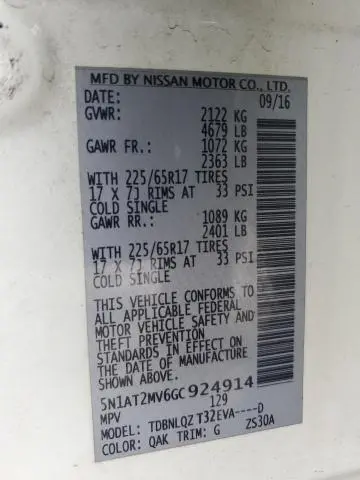 MFD BY NISSAN MOTOR CO., LTD.
DATE: 09/16
GVWR: 2122 KG
4679 LB
GAWR FR.: 1072 KG
2363 LB
WITH 225/65R17 TIRES
17 X 7J RIMS AT 33 PSI
COLD SINGLE
GAWR RR.: 1089 KG
2401 LB
WITH 225/65R17 TIRES
17 X 7J RIMS AT 33 PSI
COLD SINGLE
THIS VEHICLE CONFORMS TO
ALL APPLICABLE FEDERAL
MOTOR VEHICLE SAFETY AND
THEFT PREVENTION
STANDARDS IN EFFECT ON
THE DATE OF MANUFACTURE
5N1AT2MV6GC924914
MPV 129
MODEL: TDBNLQZ T32EVA----D
COLOR: QAK TRIM: G ZS30A